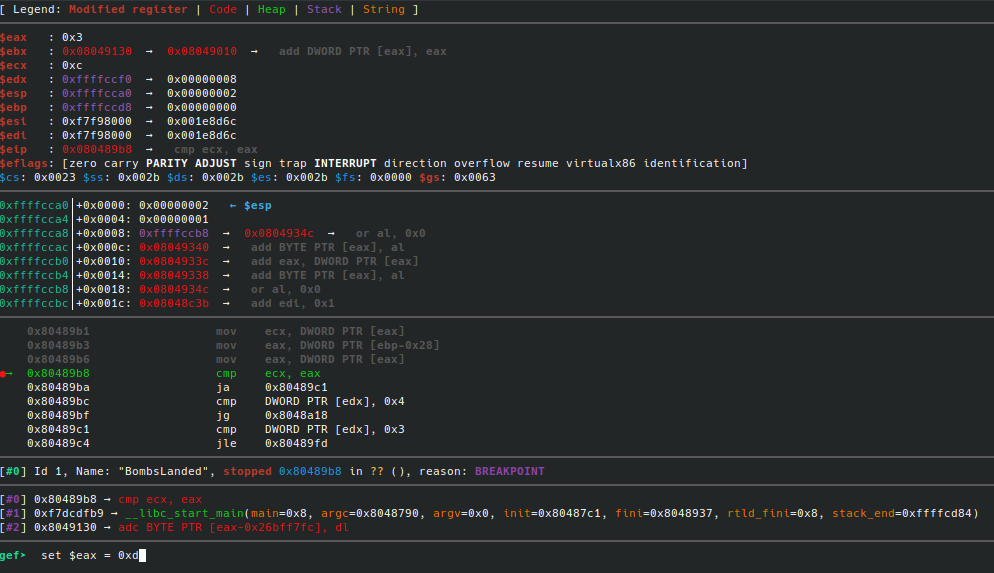 [ Legend: Modified register | Code | Heap | Stack | String ]
$eax   : 0x3
$ebx   : 0x08049130  →  0x08049010  →   add DWORD PTR [eax], eax
$ecx   : 0xc
$edx   : 0xffffccf0  →  0x00000008
$esp   : 0xffffcca0  →  0x00000002
$ebp   : 0xffffccd8  →  0x00000000
$esi   : 0xf7f98000  →  0x001e8d6c
$edi   : 0xf7f98000  →  0x001e8d6c
$eip   : 0x080489b8  →   cmp ecx, eax
$eflags: [zero carry PARITY ADJUST sign trap INTERRUPT direction overflow resume virtualx86 identification]
$cs: 0x0023 $ss: 0x002b $ds: 0x002b $es: 0x002b $fs: 0x0000 $gs: 0x0063
0xffffcca0│+0x0000: 0x00000002   ← $esp
0xffffcca4│+0x0004: 0x00000001
0xffffcca8│+0x0008: 0xffffccb8  →  0x0804934c  →   or al, 0x0
0xffffccac│+0x000c: 0x08049340  →   add BYTE PTR [eax], al
0xffffccb0│+0x0010: 0x0804933c  →   add eax, DWORD PTR [eax]
0xffffccb4│+0x0014: 0x08049338  →   add BYTE PTR [eax], al
0xffffccb8│+0x0018: 0x0804934c  →   or al, 0x0
0xffffccbc│+0x001c: 0x08048c3b  →   add edi, 0x1
0x80489b1                  mov    ecx, DWORD PTR [eax]
0x80489b3                  mov    eax, DWORD PTR [ebp-0x28]
0x80489b6                  mov    eax, DWORD PTR [eax]
●→  0x80489b8                  cmp    ecx, eax
0x80489ba                  ja     0x80489c1
0x80489bc                  cmp    DWORD PTR [edx], 0x4
0x80489bf                  jg     0x8048a18
0x80489c1                  cmp    DWORD PTR [edx], 0x3
0x80489c4                  jle    0x80489fd
[#0] Id 1, Name: "BombsLanded", stopped 0x80489b8 in ?? (), reason: BREAKPOINT
[#0] 0x80489b8 → cmp ecx, eax
[#1] 0xf7dcdfb9 → __libc_start_main(main=0x8, argc=0x8048790, argv=0x0, init=0x80487c1, fini=0x8048937, rtld_fini=0x8, stack_end=0xffffcd84)
[#2] 0x8049130 → adc BYTE PTR [eax-0x26bff7fc], dl
gef➤  set $eax = 0xd